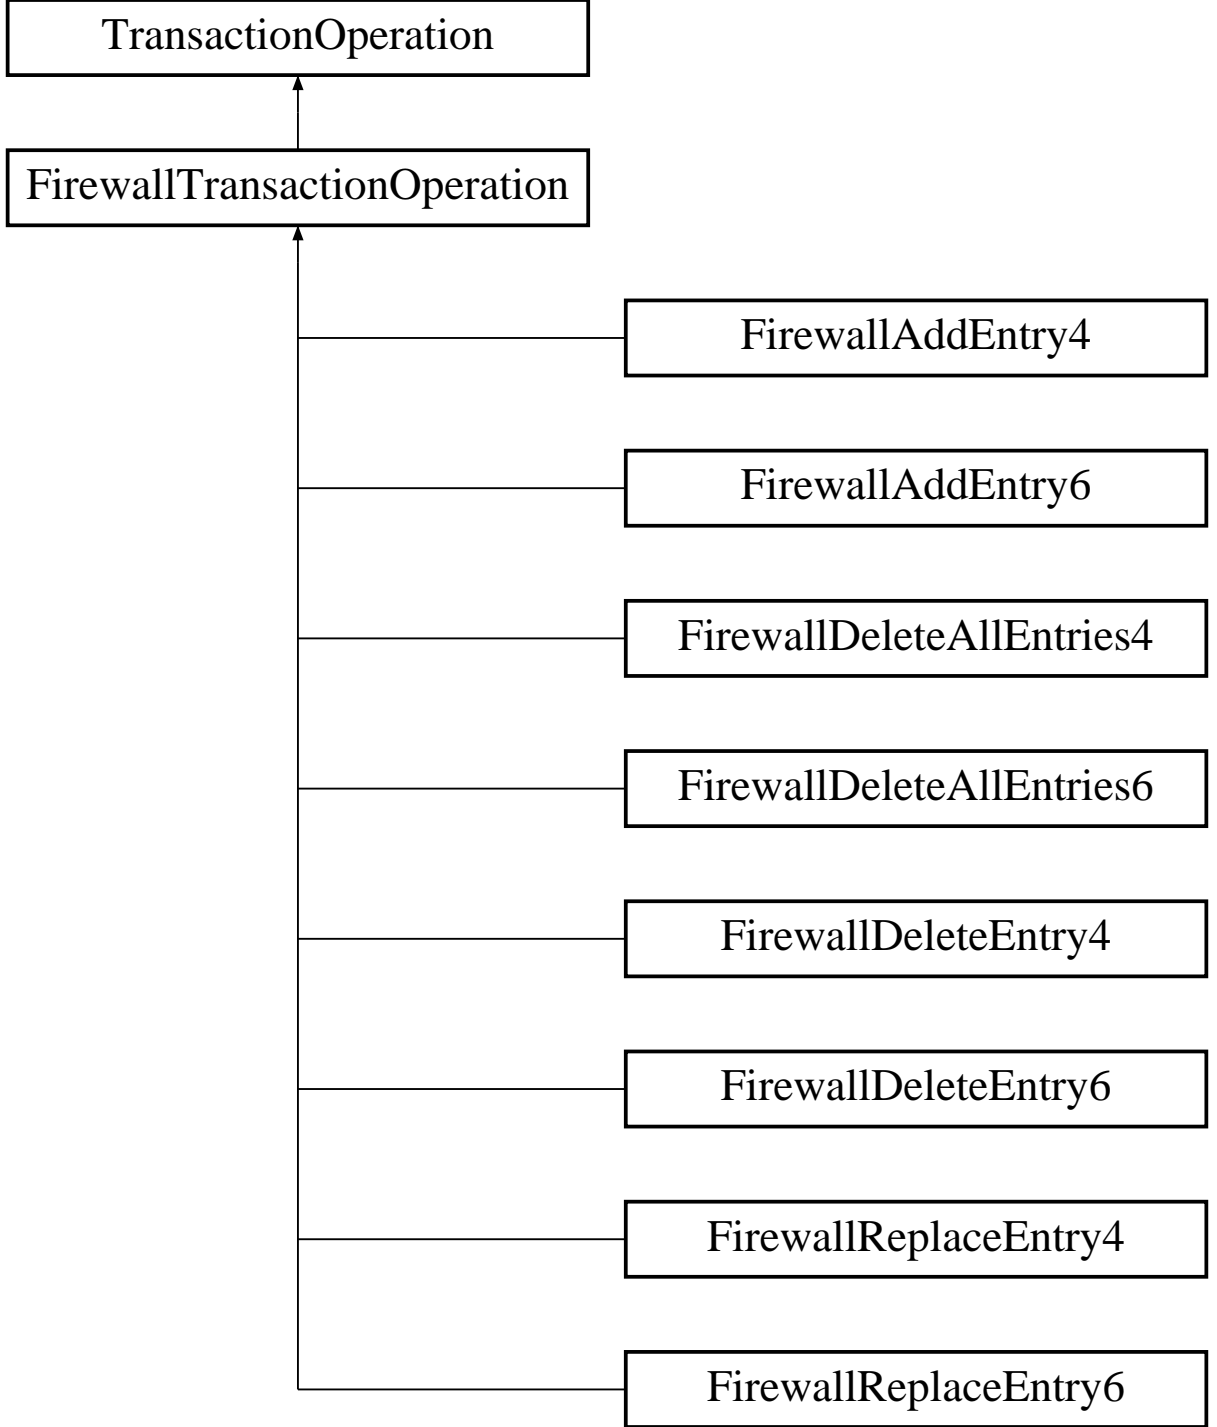 TransactionOperation
FirewallTransactionOperation
FirewallAddEntry4
FirewallAddEntry6
FirewallDeleteAllEntries4
FirewallDeleteAllEntries6
FirewallDeleteEntry4
FirewallDeleteEntry6
FirewallReplaceEntry4
FirewallReplaceEntry6